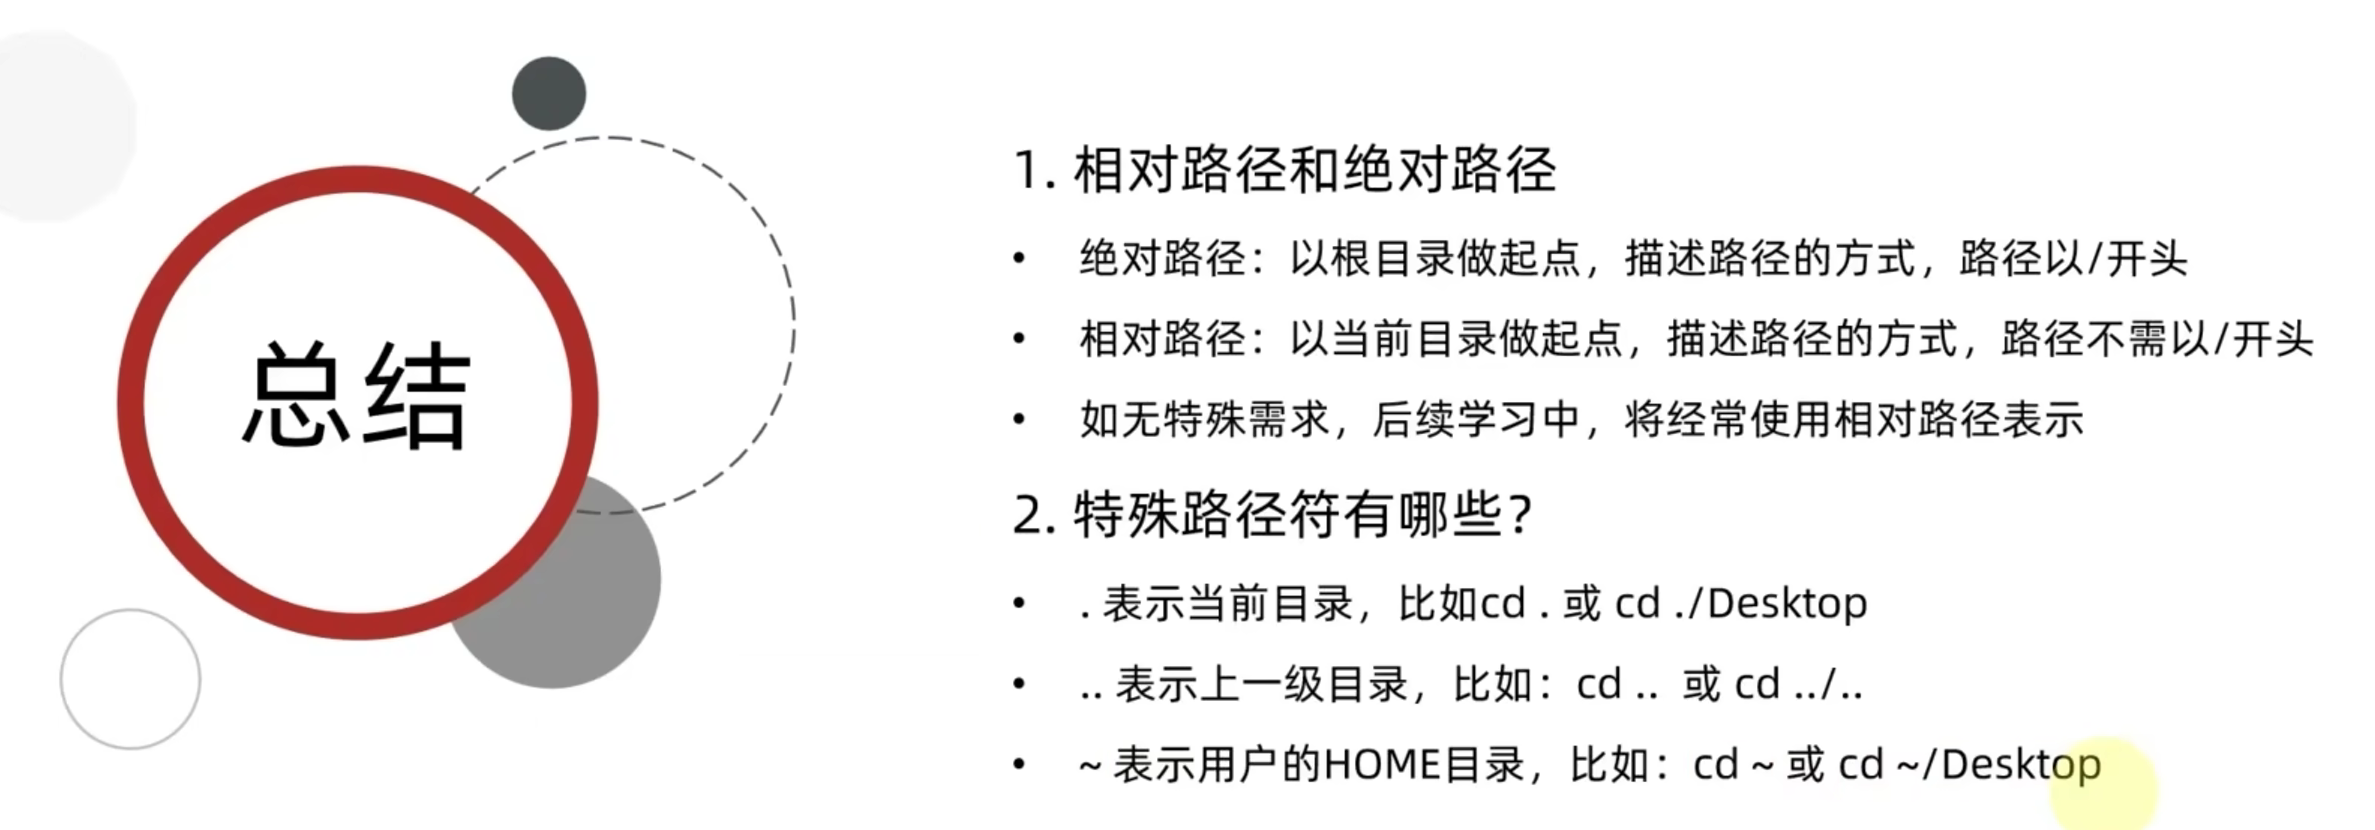 总结
1. 相对路径和绝对路径
• 绝对路径：以根目录做起点，描述路径的方式，路径以/开头
• 相对路径：以当前目录做起点，描述路径的方式，路径不需以/开头
• 如无特殊需求，后续学习中，将经常使用相对路径表示
2. 特殊路径符有哪些？
• . 表示当前目录，比如cd . 或 cd ./Desktop
• .. 表示上一级目录，比如：cd .. 或 cd ../..
• ~ 表示用户的HOME目录，比如：cd ~ 或 cd ~/Desktop